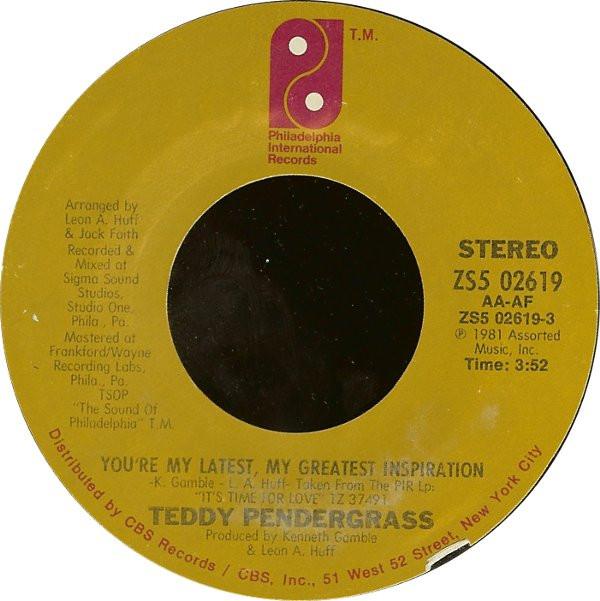 T.M.
Philadelphia
International
Records
Arranged by
Leon A. Huff
& Jack Faith
Recorded &
Mixed at
Sigma Sound
Studios,
Studio One,
Phila., Pa.
Mastered at
Frankford/Wayne
Recording Labs,
Phila., Pa.
TSOP
"The Sound Of
Philadelphia" T.M.
STEREO
ZS5 02619
AA-AF
ZS5 02619-3
℗ 1981 Assorted
Music, Inc.
Time: 3:52
YOU'RE MY LATEST, MY GREATEST INSPIRATION
-K. Gamble - L. A. Huff- Taken From The PIR Lp:
"IT'S TIME FOR LOVE" TZ 37491
TEDDY PENDERGRASS
Produced by Kenneth Gamble
& Leon A. Huff
Distributed by CBS Records / CBS, Inc., 51 West 52 Street, New York City